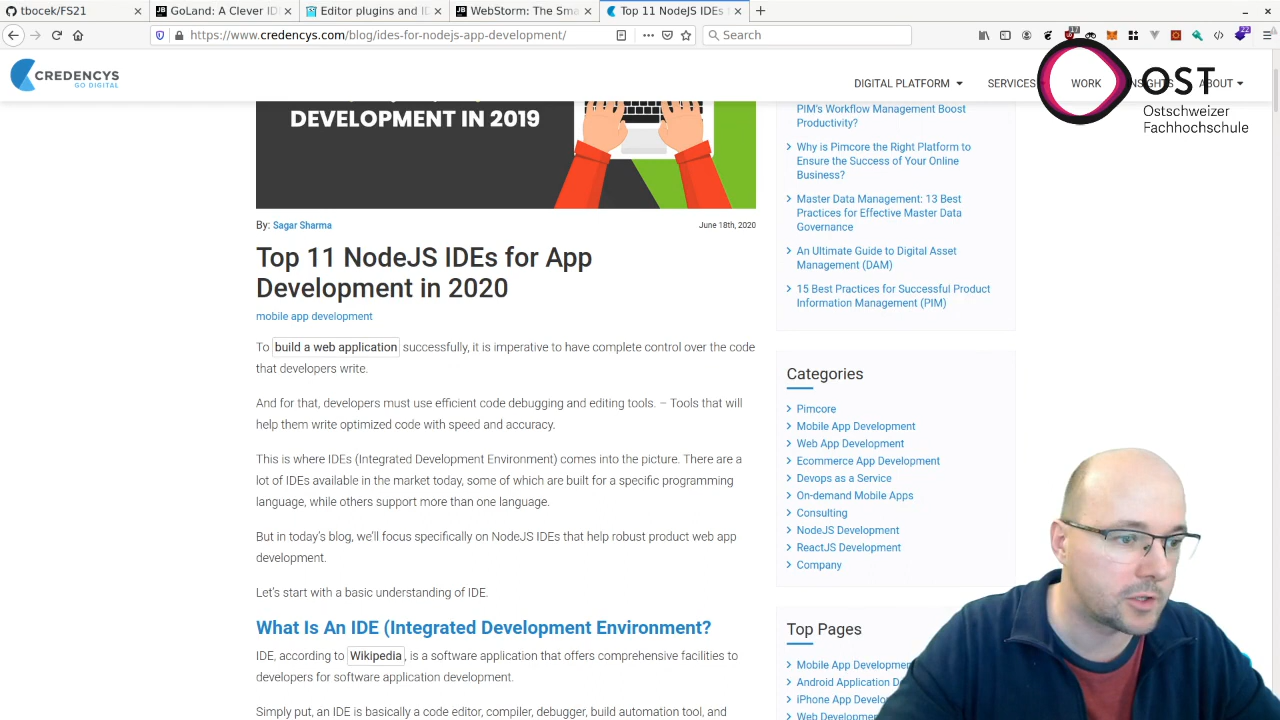 tbocek/FS21
GoLand: A Clever IDE
Editor plugins and ID
WebStorm: The Sma
Top 11 NodeJS IDEs
https://www.credencys.com/blog/ides-for-nodejs-app-development/
Search
CREDENCYS
GO DIGITAL
DIGITAL PLATFORM
SERVICES
WORK
INSIGHTS
ABOUT
OST
Ostschweizer
Fachhochschule
DEVELOPMENT IN 2019
By: Sagar Sharma
June 18th, 2020
Top 11 NodeJS IDEs for App
Development in 2020
mobile app development
To build a web application successfully, it is imperative to have complete control over the code
that developers write.
And for that, developers must use efficient code debugging and editing tools. – Tools that will
help them write optimized code with speed and accuracy.
This is where IDEs (Integrated Development Environment) comes into the picture. There are a
lot of IDEs available in the market today, some of which are built for a specific programming
language, while others support more than one language.
But in today's blog, we'll focus specifically on NodeJS IDEs that help robust product web app
development.
Let's start with a basic understanding of IDE.
What Is An IDE (Integrated Development Environment?
IDE, according to Wikipedia, is a software application that offers comprehensive facilities to
developers for software application development.
Simply put, an IDE is basically a code editor, compiler, debugger, build automation tool, and
PIM's Workflow Management Boost
Productivity?
Why is Pimcore the Right Platform to
Ensure the Success of Your Online
Business?
Master Data Management: 13 Best
Practices for Effective Master Data
Governance
An Ultimate Guide to Digital Asset
Management (DAM)
15 Best Practices for Successful Product
Information Management (PIM)
Categories
Pimcore
Mobile App Development
Web App Development
Ecommerce App Development
Devops as a Service
On-demand Mobile Apps
Consulting
NodeJS Development
ReactJS Development
Company
Top Pages
Mobile App Developme
Android Application D
iPhone App Develo
Web Developmen